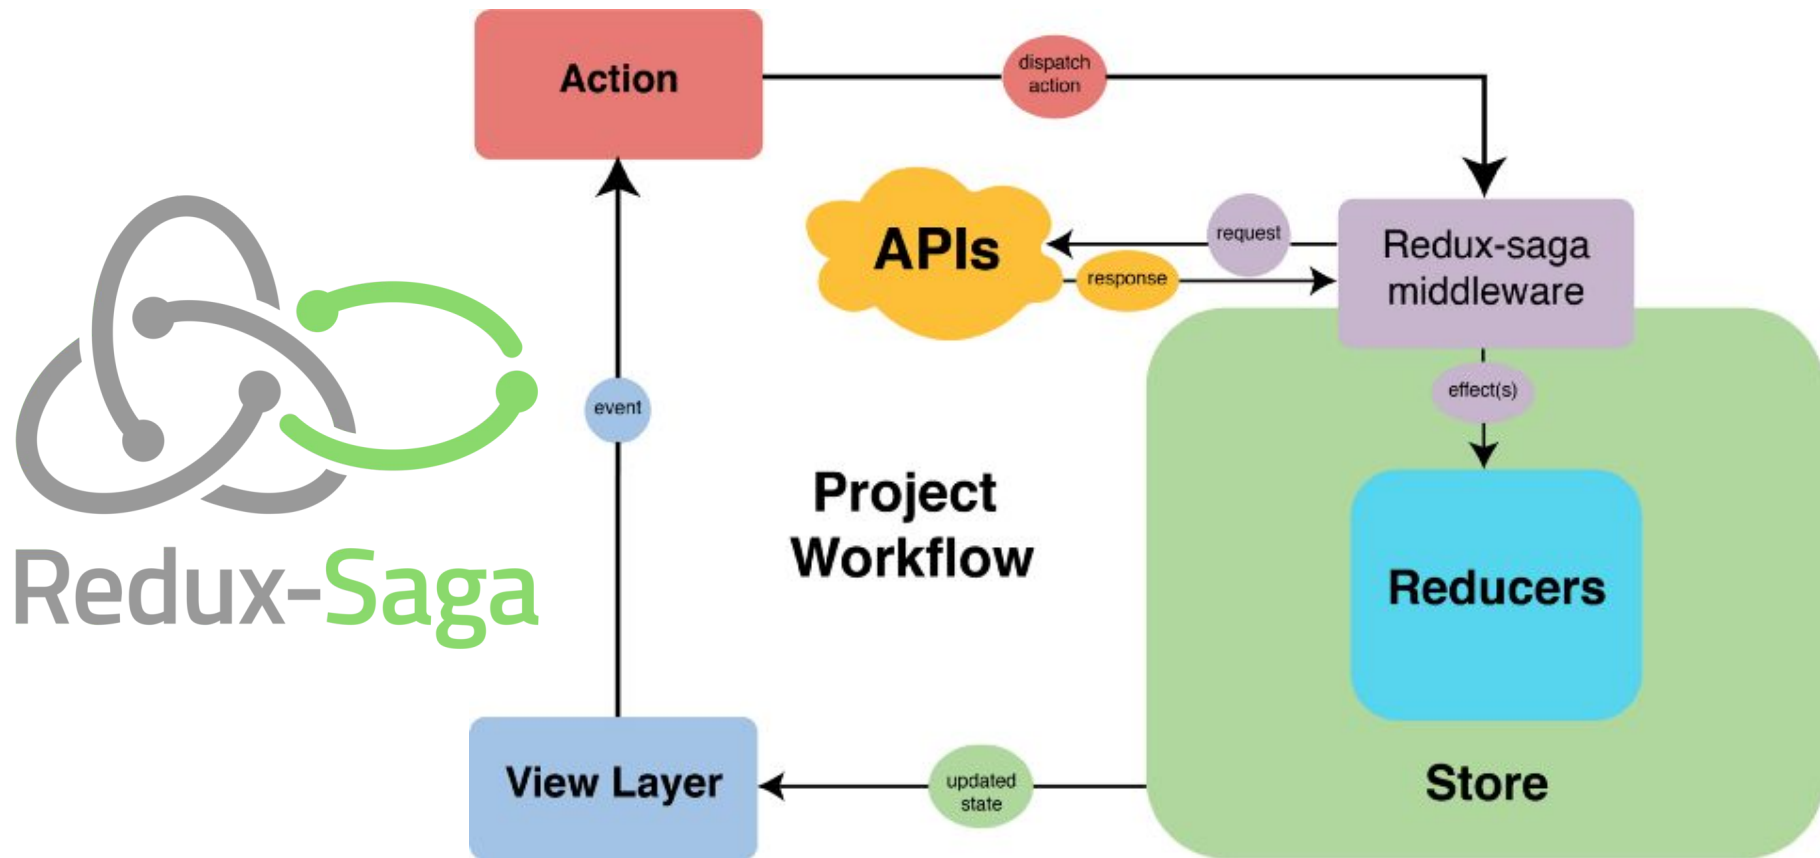 Action
dispatch
action
APIs
request
response
Redux-saga
middleware
effect(s)
event
Project
Workflow
Reducers
Redux-Saga
View Layer
updated
state
Store